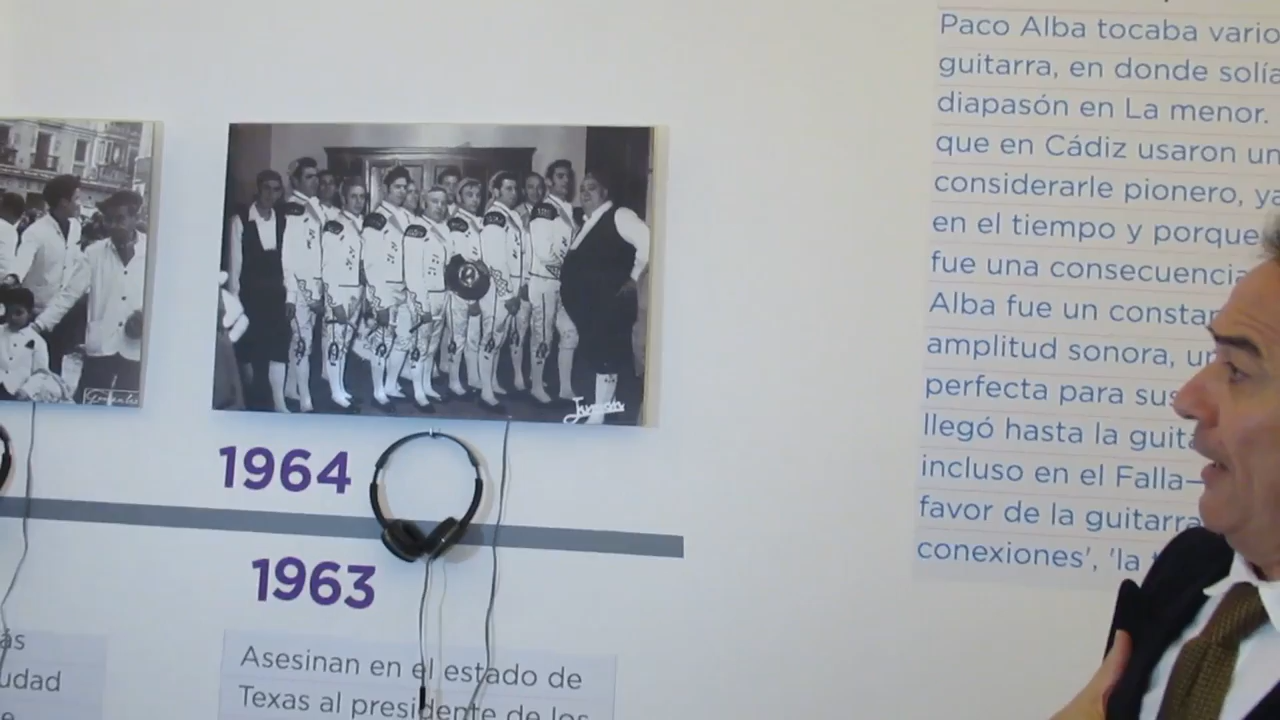 Paco Alba tocaba vario
guitarra, en donde solía
diapasón en La menor.
que en Cádiz usaron un
considerarle pionero, ya
en el tiempo y porque
fue una consecuencia
Alba fue un constan
amplitud sonora, un
perfecta para sus
llegó hasta la guita
incluso en el Falla—
favor de la guitarra
conexiones', 'la
1964
1963
Asesinan en el estado de
Texas al presidente de los
ás
udad